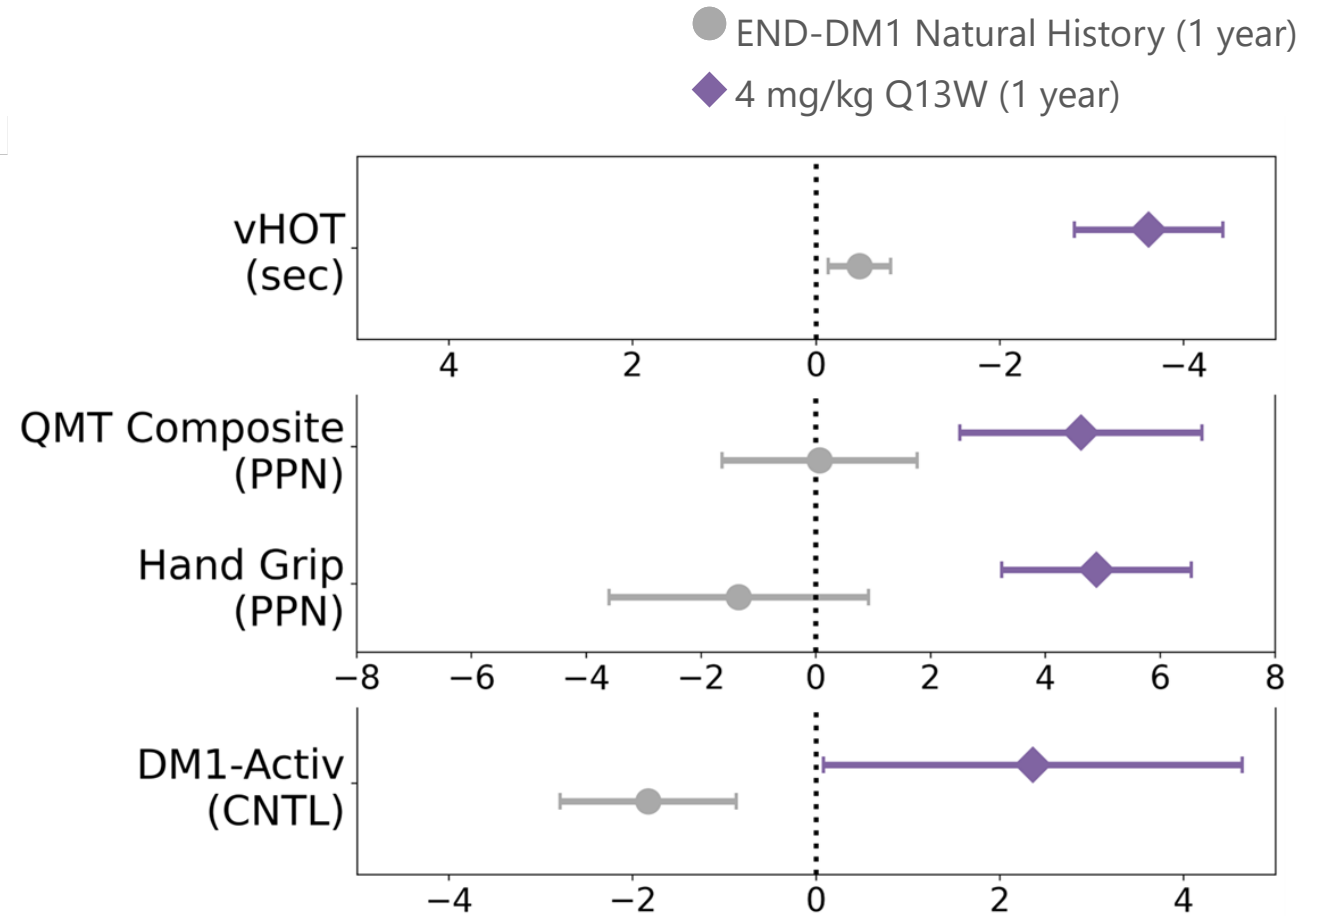 END-DM1 Natural History (1 year)
4 mg/kg Q13W (1 year)
vHOT
(sec)
4 2 0 −2 −4
QMT Composite
(PPN)
Hand Grip
(PPN)
−8 −6 −4 −2 0 2 4 6 8
DM1-Activ
(CNTL)
−4 −2 0 2 4